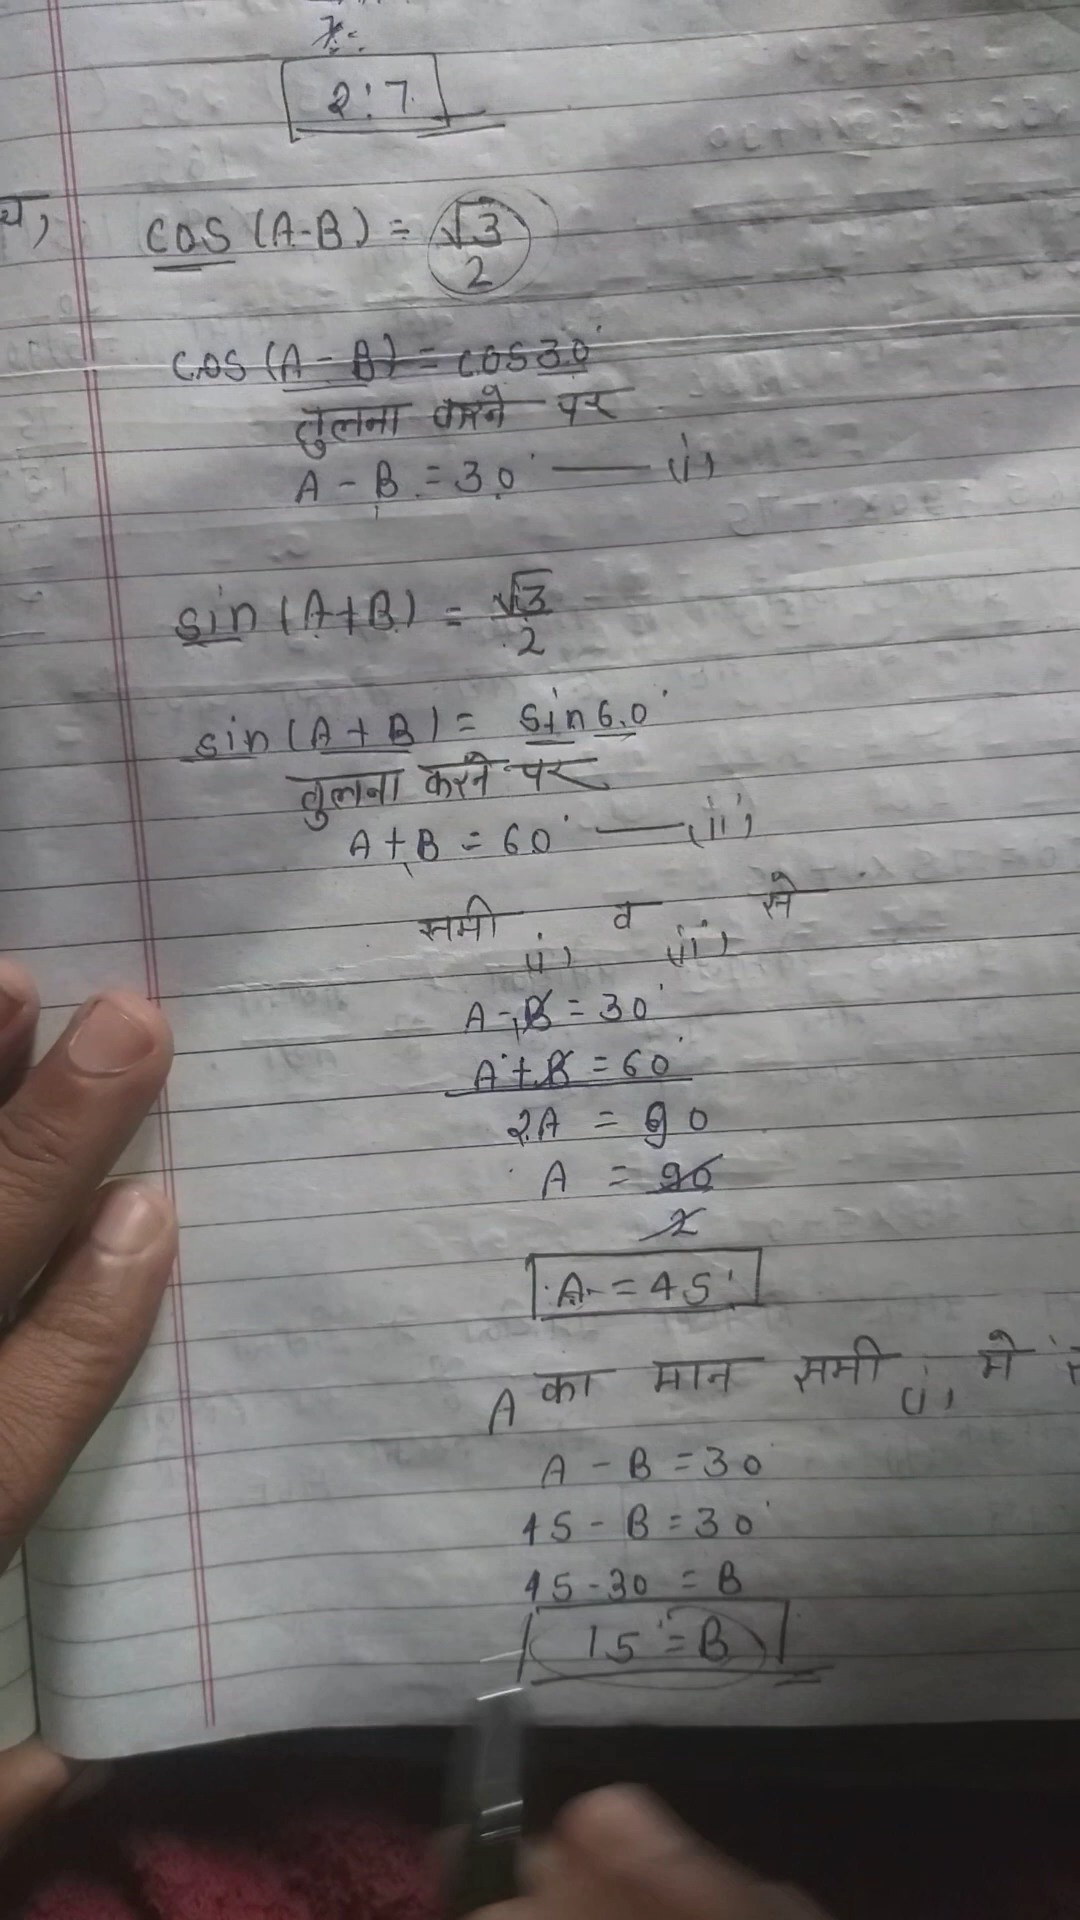 2:7
य,
cos (A-B) = √3/2
cos (A - B) = cos 30°
तुलना करने पर
A - B = 30° — (i)
sin (A+B) = √3/2
sin (A + B) = sin 60°
तुलना करने पर
A + B = 60° — (ii)
समी (i) व (ii) से
A - B = 30°
A + B = 60°
2A = 90
A = 90/2
A = 45°
A का मान समी (i) मे
A - B = 30
45 - B = 30°
45 - 30 = B
15° = B